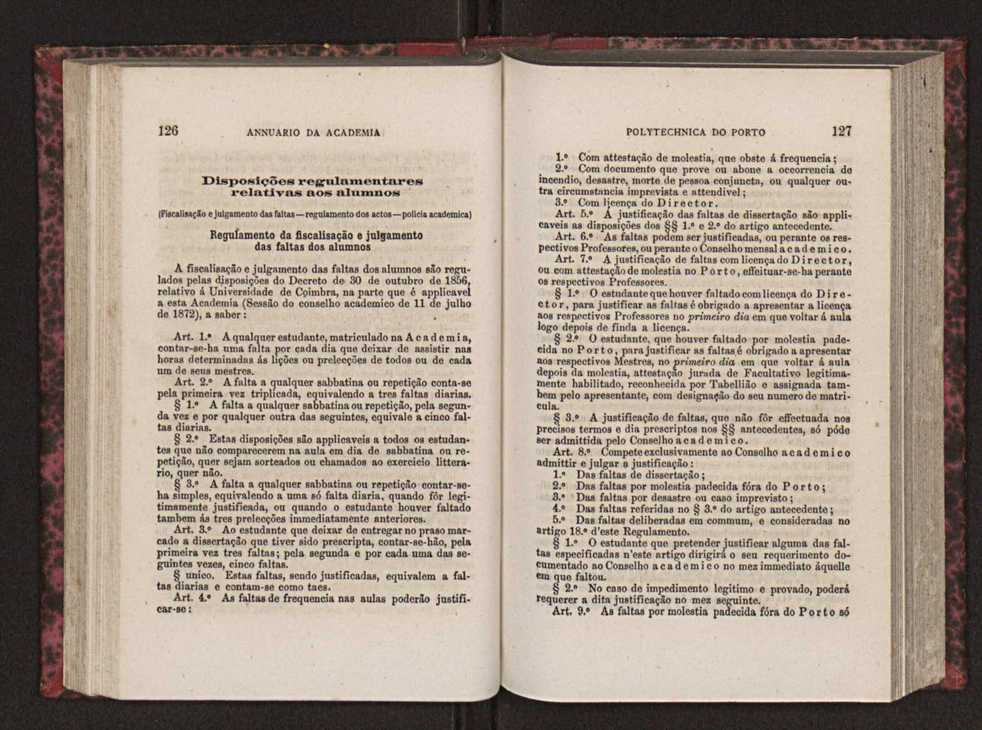 126
ANNUARIO DA ACADEMIA
Disposições regulamentares
relativas aos alumnos
(Fiscalisação e julgamento das faltas—regulamento dos actos—policia academica)
Regulamento da fiscalisação e julgamento
das faltas dos alumnos
A fiscalisação e julgamento das faltas dos alumnos são regu-
lados pelas disposições do Decreto de 30 de outubro de 1856,
relativo á Universidade de Coimbra, na parte que é applicavel
a esta Academia (Sessão do conselho academico de 11 de julho
de 1872), a saber:
Art. 1.º A qualquer estudante, matriculado na Academia,
contar-se-ha uma falta por cada dia que deixar de assistir nas
horas determinadas ás lições ou prelecções de todos ou de cada
um de seus mestres.
Art. 2.º A falta a qualquer sabbatina ou repetição conta-se
pela primeira vez triplicada, equivalendo a tres faltas diarias.
§ 1.º A falta a qualquer sabbatina ou repetição, pela segun-
da vez e por qualquer outra das seguintes, equivale a cinco fal-
tas diarias.
§ 2.º Estas disposições são applicaveis a todos os estudan-
tes que não comparecerem na aula em dia de sabbatina ou re-
petição, quer sejam sorteados ou chamados ao exercicio littera-
rio, quer não.
§ 3.º A falta a qualquer sabbatina ou repetição contar-se-
ha simples, equivalendo a uma só falta diaria, quando fôr legi-
timamente justificada, ou quando o estudante houver faltado
tambem ás tres prelecções immediatamente anteriores.
Art. 3.º Ao estudante que deixar de entregar no praso mar-
cado a dissertação que tiver sido prescripta, contar-se-hão, pela
primeira vez tres faltas; pela segunda e por cada uma das se-
guintes vezes, cinco faltas.
§ unico. Estas faltas, sendo justificadas, equivalem a fal-
tas diarias e contam-se como taes.
Art. 4.º As faltas de frequencia nas aulas poderão justifi-
car-se:
POLYTECHNICA DO PORTO
127
1.º Com attestação de molestia, que obste á frequencia;
2.º Com documento que prove ou abone a occorrencia de
incendio, desastre, morte de pessoa conjuncta, ou qualquer ou-
tra circumstancia imprevista e attendivel;
3.º Com licença do Director.
Art. 5.º Á justificação das faltas de dissertação são appli-
caveis as disposições dos §§ 1.º e 2.º do artigo antecedente.
Art. 6.º As faltas podem ser justificadas, ou perante os res-
pectivos Professores, ou perante o Conselho mensal academico.
Art. 7.º A justificação de faltas com licença do Director,
ou com attestação de molestia no Porto, effeituar-se-ha perante
os respectivos Professores.
§ 1.º O estudante que houver faltado com licença do Dire-
ctor, para justificar as faltas é obrigado a apresentar a licença
aos respectivos Professores no primeiro dia em que voltar á aula
logo depois de finda a licença.
§ 2.º O estudante, que houver faltado por molestia pade-
cida no Porto, para justificar as faltas é obrigado a apresentar
aos respectivos Mestres, no primeiro dia em que voltar á aula
depois da molestia, attestação jurada de Facultativo legitima-
mente habilitado, reconhecida por Tabellião e assignada tam-
bem pelo apresentante, com designação do seu numero de matri-
cula.
§ 3.º A justificação de faltas, que não fôr effectuada nos
precisos termos e dia prescriptos nos §§ antecedentes, só póde
ser admittida pelo Conselho academico.
Art. 8.º Compete exclusivamente ao Conselho academico
admittir e julgar a justificação:
1.º Das faltas de dissertação;
2.º Das faltas por molestia padecida fóra do Porto;
3.º Das faltas por desastre ou caso imprevisto;
4.º Das faltas referidas no § 3.º do artigo antecedente;
5.º Das faltas deliberadas em commum, e consideradas no
artigo 18.º d'este Regulamento.
§ 1.º O estudante que pretender justificar alguma das fal-
tas especificadas n'este artigo dirigirá o seu requerimento do-
cumentado ao Conselho academico no mez immediato áquelle
em que faltou.
§ 2.º No caso de impedimento legitimo e provado, poderá
requerer a dita justificação no mez seguinte.
Art. 9.º As faltas por molestia padecida fóra do Porto só